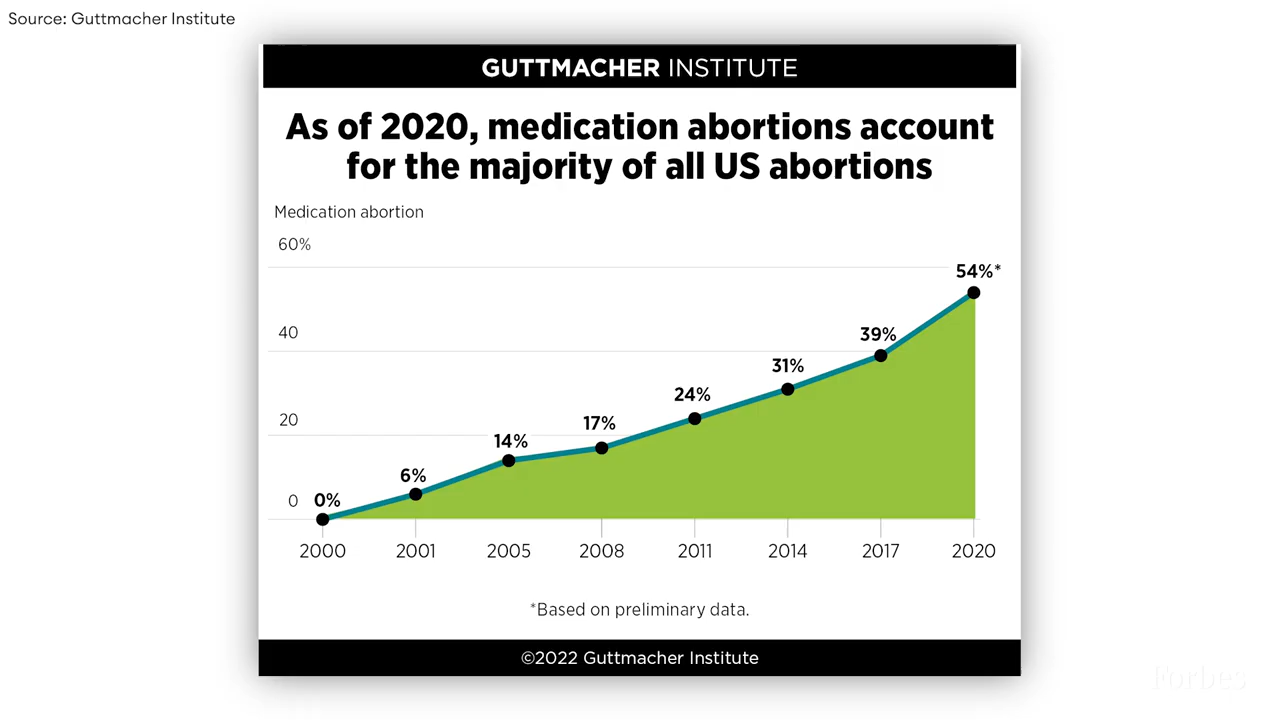 Source: Guttmacher Institute
GUTTMACHER INSTITUTE
As of 2020, medication abortions account
for the majority of all US abortions
Medication abortion
60%
54%*
40
39%
31%
24%
20
17%
14%
6%
0
0%
2000 2001 2005 2008 2011 2014 2017 2020
*Based on preliminary data.
©2022 Guttmacher Institute
Forbes